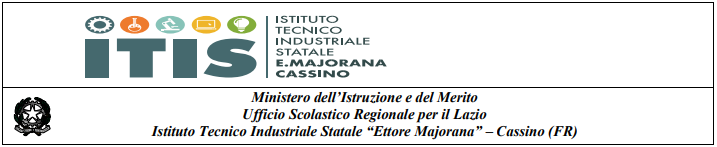 ITIS
ISTITUTO
TECNICO
INDUSTRIALE
STATALE
E.MAJORANA
CASSINO
Ministero dell’Istruzione e del Merito
Ufficio Scolastico Regionale per il Lazio
Istituto Tecnico Industriale Statale “Ettore Majorana” – Cassino (FR)